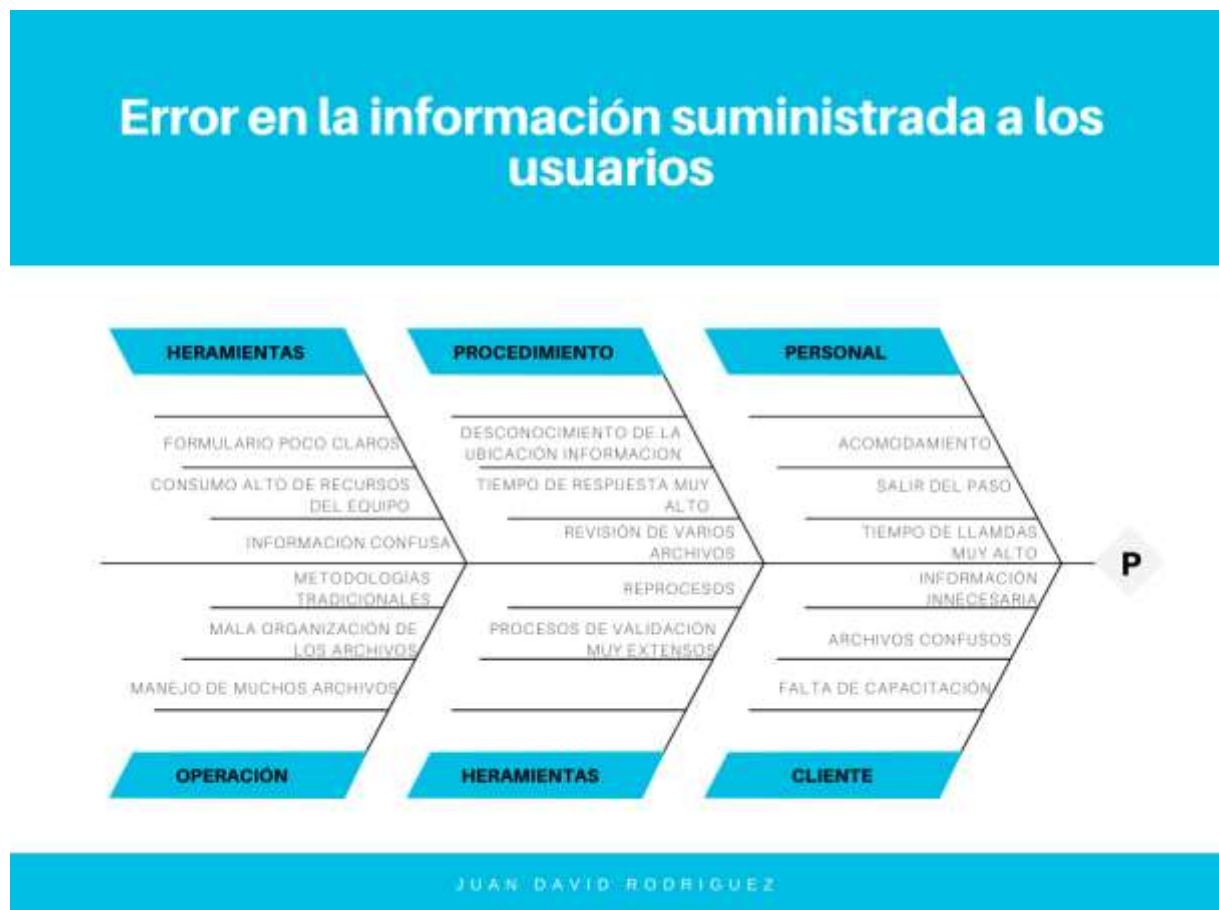 Error en la información suministrada a los
usuarios
HERAMIENTAS
PROCEDIMIENTO
PERSONAL
FORMULARIO POCO CLAROS
CONSUMO ALTO DE RECURSOS
DEL EQUIPO
INFORMACION CONFUSA
DESCONOCIMIENTO DE LA
UBICACIÓN INFORMACION
TIEMPO DE RESPUESTA MUY
ALTO
REVISIÓN DE VARIOS
ARCHIVOS
ACOMODAMIENTO
SALIR DEL PASO
TIEMPO DE LLAMDAS
MUY ALTO
P
METODOLOGÍAS
TRADICIONALES
MALA ORGANIZACIÓN DE
LOS ARCHIVOS
MANEJO DE MUCHOS ARCHIVOS
REPROCESOS
PROCESOS DE VALIDACIÓN
MUY EXTENSOS
INFORMACIÓN
INNECESARIA
ARCHIVOS CONFUSOS
FALTA DE CAPACITACIÓN
OPERACIÓN
HERAMIENTAS
CLIENTE
JUAN DAVID RODRIGUEZ